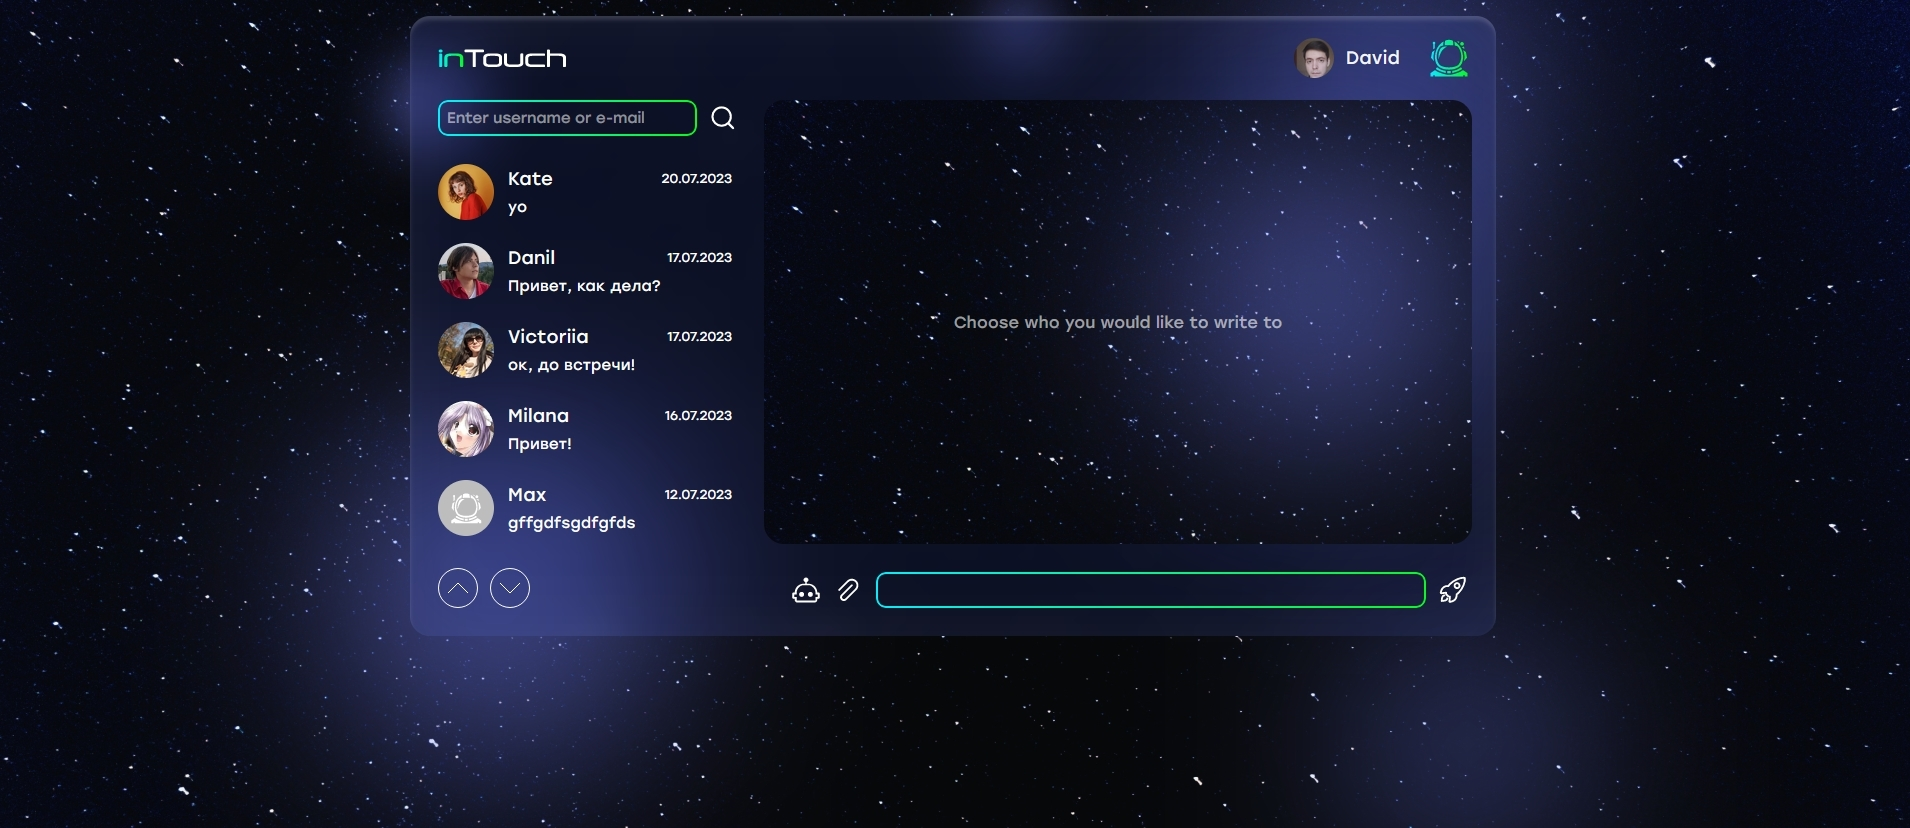 inTouch
David
Enter username or e-mail
Kate 20.07.2023
yo
Danil 17.07.2023
Привет, как дела?
Victoriia 17.07.2023
ок, до встречи!
Milana 16.07.2023
Привет!
Max 12.07.2023
gffgdfsgdfgfds
Choose who you would like to write to